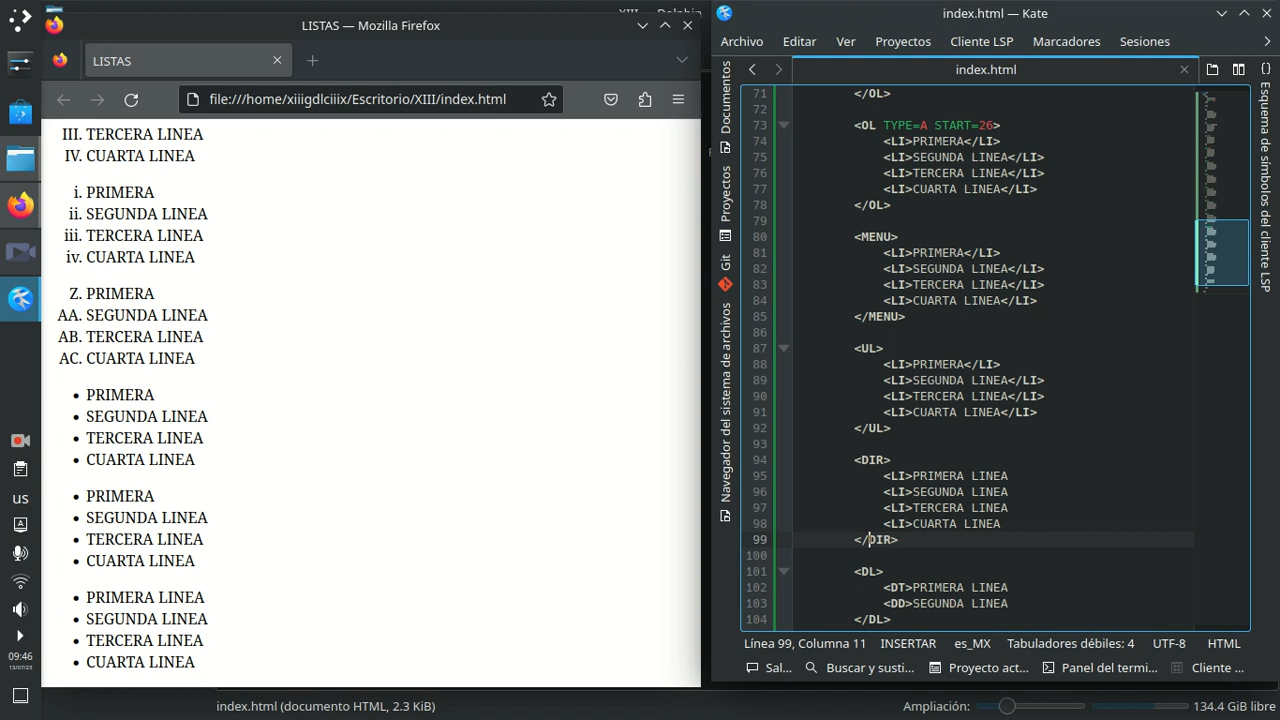 LISTAS — Mozilla Firefox
LISTAS
file:///home/xiiigdlciiix/Escritorio/XIII/index.html
III. TERCERA LINEA
IV. CUARTA LINEA
i. PRIMERA
ii. SEGUNDA LINEA
iii. TERCERA LINEA
iv. CUARTA LINEA
Z. PRIMERA
AA. SEGUNDA LINEA
AB. TERCERA LINEA
AC. CUARTA LINEA
• PRIMERA
• SEGUNDA LINEA
• TERCERA LINEA
• CUARTA LINEA
• PRIMERA
• SEGUNDA LINEA
• TERCERA LINEA
• CUARTA LINEA
• PRIMERA LINEA
• SEGUNDA LINEA
• TERCERA LINEA
• CUARTA LINEA
us
09:46
13/07/23
index.html — Kate
Archivo Editar Ver Proyectos Cliente LSP Marcadores Sesiones
index.html
Documentos
Proyectos
Git
Navegador del sistema de archivos
71 </OL>
72
73 <OL TYPE=A START=26>
74 <LI>PRIMERA</LI>
75 <LI>SEGUNDA LINEA</LI>
76 <LI>TERCERA LINEA</LI>
77 <LI>CUARTA LINEA</LI>
78 </OL>
79
80 <MENU>
81 <LI>PRIMERA</LI>
82 <LI>SEGUNDA LINEA</LI>
83 <LI>TERCERA LINEA</LI>
84 <LI>CUARTA LINEA</LI>
85 </MENU>
86
87 <UL>
88 <LI>PRIMERA</LI>
89 <LI>SEGUNDA LINEA</LI>
90 <LI>TERCERA LINEA</LI>
91 <LI>CUARTA LINEA</LI>
92 </UL>
93
94 <DIR>
95 <LI>PRIMERA LINEA
96 <LI>SEGUNDA LINEA
97 <LI>TERCERA LINEA
98 <LI>CUARTA LINEA
99 </DIR>
100
101 <DL>
102 <DT>PRIMERA LINEA
103 <DD>SEGUNDA LINEA
104 </DL>
Esquema de símbolos del cliente LSP
Línea 99, Columna 11 INSERTAR es_MX Tabuladores débiles: 4 UTF-8 HTML
Sal... Buscar y susti... Proyecto act... Panel del termi... Cliente ...
index.html (documento HTML, 2.3 KiB)
Ampliación: 134.4 GiB libre